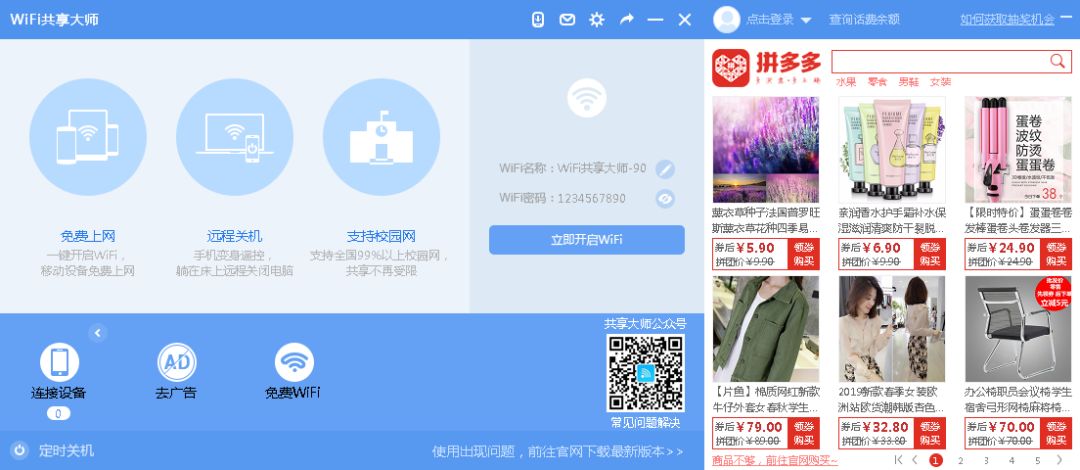 WiFi共享大师
免费上网
一键开启WiFi，
移动设备免费上网
远程关机
手机变身遥控，
躺在床上远程关闭电脑
支持校园网
支持全国99%以上校园网，
共享不再受限
WiFi名称：WiFi共享大师-90
WiFi密码：1234567890
立即开启WiFi
连接设备
0
AD
去广告
免费WiFi
共享大师公众号
常见问题解决
定时关机
使用出现问题，前往官网下载最新版本>>
点击登录
查询话费余额
如何获取抽奖机会
拼多多
水果 零食 男鞋 女装
薰衣草种子法国普罗旺
斯薰衣草花种四季易...
券后¥5.90
拼团价¥9.90
领券
购买
亲润香水护手霜补水保
湿滋润清爽防干裂脱...
券后¥6.90
拼团价¥9.90
领券
购买
蛋卷
波纹
防烫
蛋蛋卷
38
【限时特价】蛋蛋卷卷
发棒蛋卷头卷发器三...
券后¥24.90
拼团价¥24.90
领券
购买
【片鱼】格质网红新款
牛仔外套女春秋学生...
券后¥79.00
拼团价¥89.00
领券
购买
2019新款春季女装欧
洲站欧货潮韩版杏色...
券后¥32.80
拼团价¥33.80
领券
购买
立减5元
办公椅职员会议椅学生
宿舍弓形网椅麻将椅...
券后¥70.00
拼团价¥70.00
领券
购买
商品不够，前往官网购买~
1 2 3 4 5